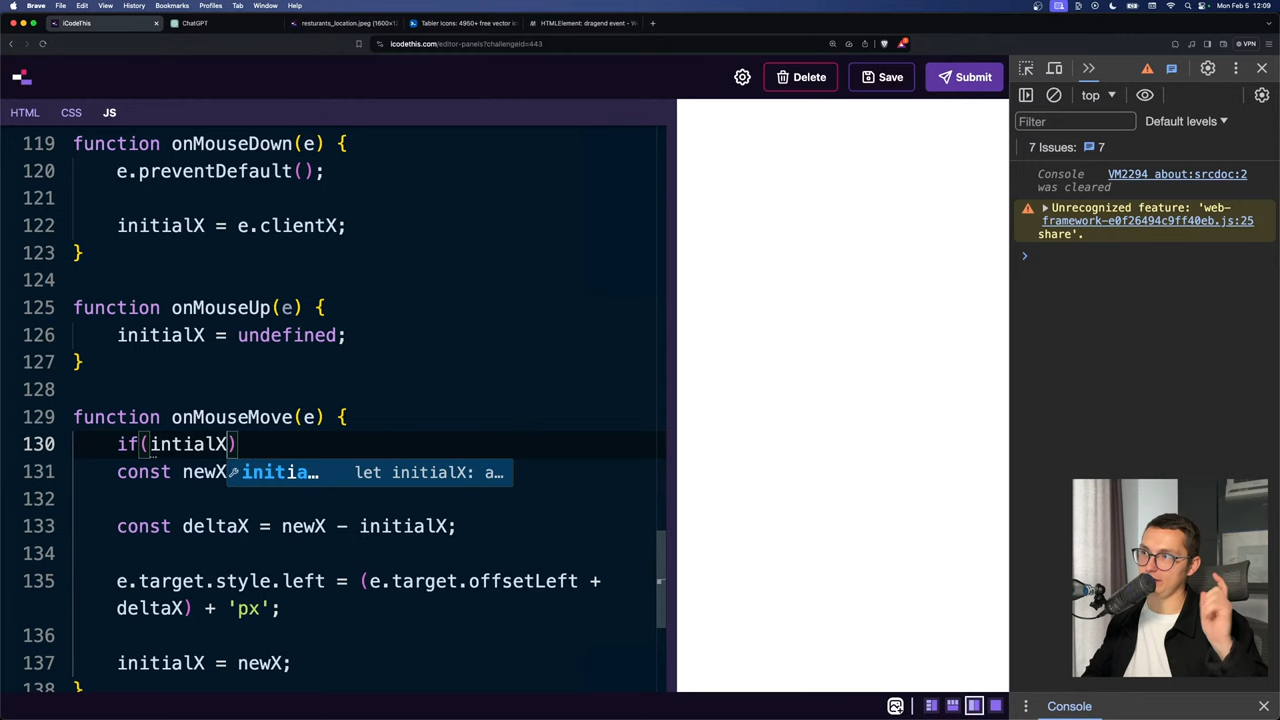 Brave File Edit View History Bookmarks Profiles Tab Window Help Mon Feb 5 12:09
iCodeThis ChatGPT resturants_location.jpeg (1600×1 Tabler Icons: 4950+ free vector ic HTMLElement: dragend event - W
icodethis.com/editor-panels?challengeId=443 VPN
Delete Save Submit
top
HTML CSS JS
Filter Default levels
7 Issues: 7
Console was cleared VM2294 about:srcdoc:2
Unrecognized feature: 'web-share'. framework-e0f26494c9ff40eb.js:25
119 function onMouseDown(e) {
120 e.preventDefault();
121
122 initialX = e.clientX;
123 }
124
125 function onMouseUp(e) {
126 initialX = undefined;
127 }
128
129 function onMouseMove(e) {
130 if(intialX)
131 const newX initia… let initialX: a…
132
133 const deltaX = newX - initialX;
134
135 e.target.style.left = (e.target.offsetLeft +
deltaX) + 'px';
136
137 initialX = newX;
138 }
Console